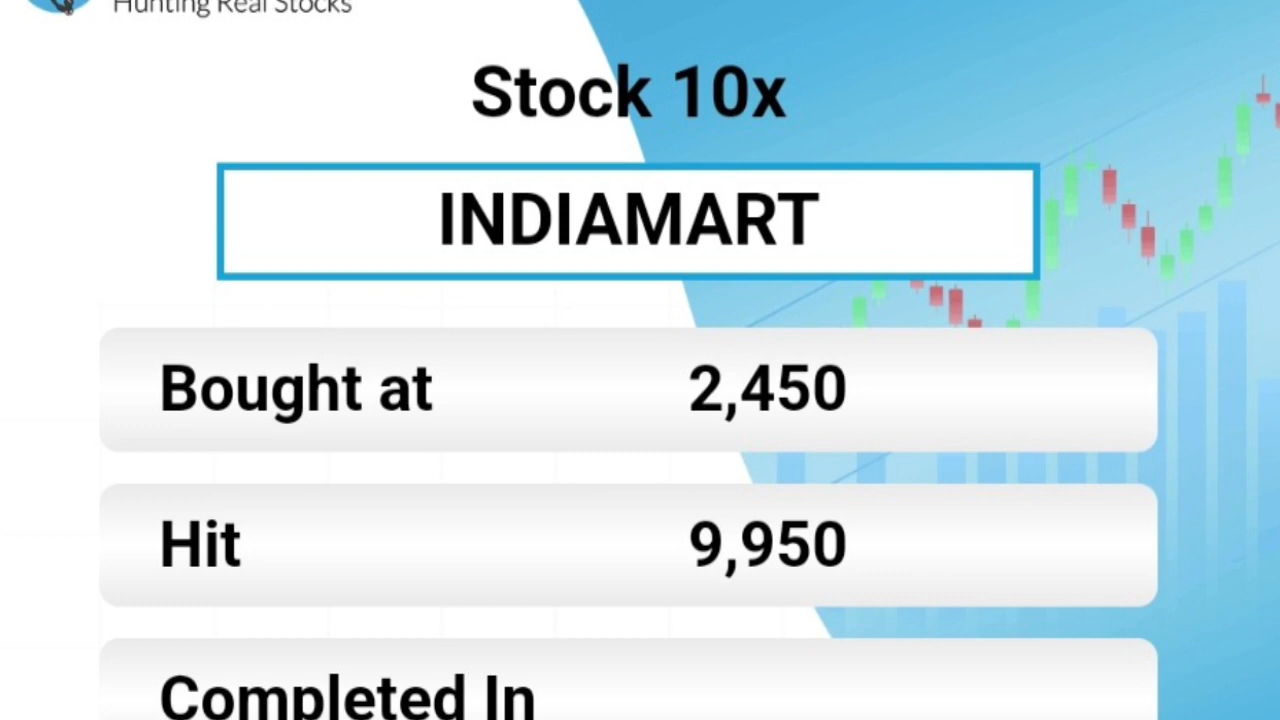 Hunting Real Stocks
Stock 10x
INDIAMART
Bought at 2,450
Hit 9,950
Completed In